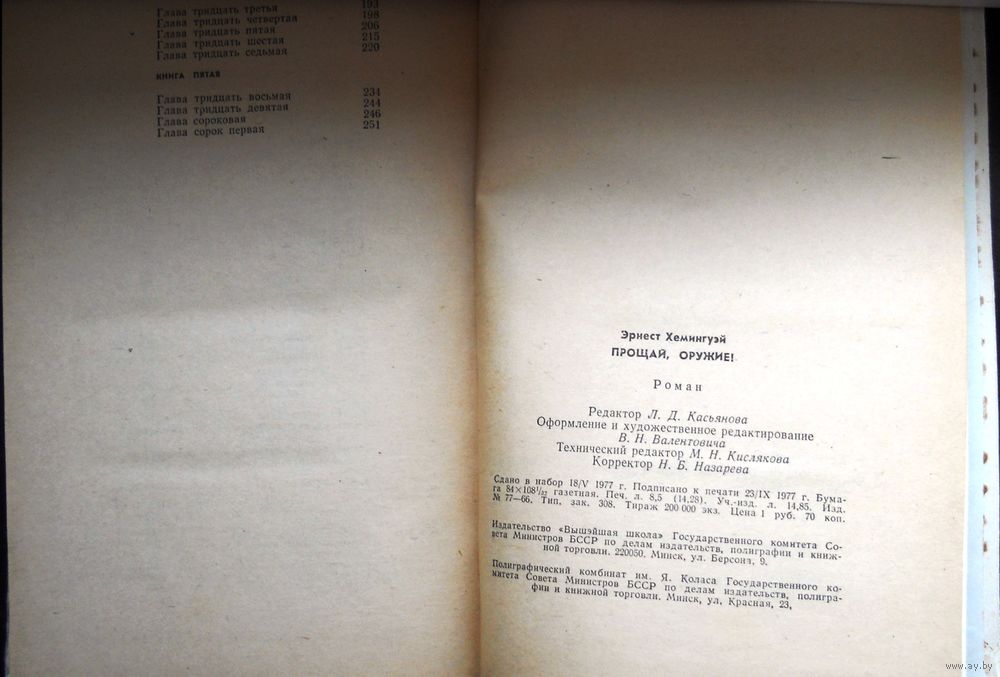 Глава тридцать третья 193
Глава тридцать четвертая 198
Глава тридцать пятая 206
Глава тридцать шестая 215
Глава тридцать седьмая 220
КНИГА ПЯТАЯ
Глава тридцать восьмая 234
Глава тридцать девятая 244
Глава сороковая 246
Глава сорок первая 251
Эрнест Хемингуэй
ПРОЩАЙ, ОРУЖИЕ!
Роман
Редактор Л. Д. Касьянова
Оформление и художественное редактирование
В. Н. Валентовича
Технический редактор М. Н. Кислякова
Корректор Н. Б. Назарева
Сдано в набор 18/V 1977 г. Подписано к печати 23/IX 1977 г. Бума-
га 84×108¹/₃₂ газетная. Печ. л. 8,5 (14,28). Уч.-изд. л. 14,85. Изд.
№ 77—66. Тип. зак. 308. Тираж 200 000 экз. Цена 1 руб. 70 коп.
Издательство «Вышэйшая школа» Государственного комитета Со-
вета Министров БССР по делам издательств, полиграфии и книж-
ной торговли. 220050. Минск, ул. Берсона, 9.
Полиграфический комбинат им. Я. Коласа Государственного ко-
митета Совета Министров БССР по делам издательств, полигра-
фии и книжной торговли. Минск, ул. Красная, 23,
www.ay.by